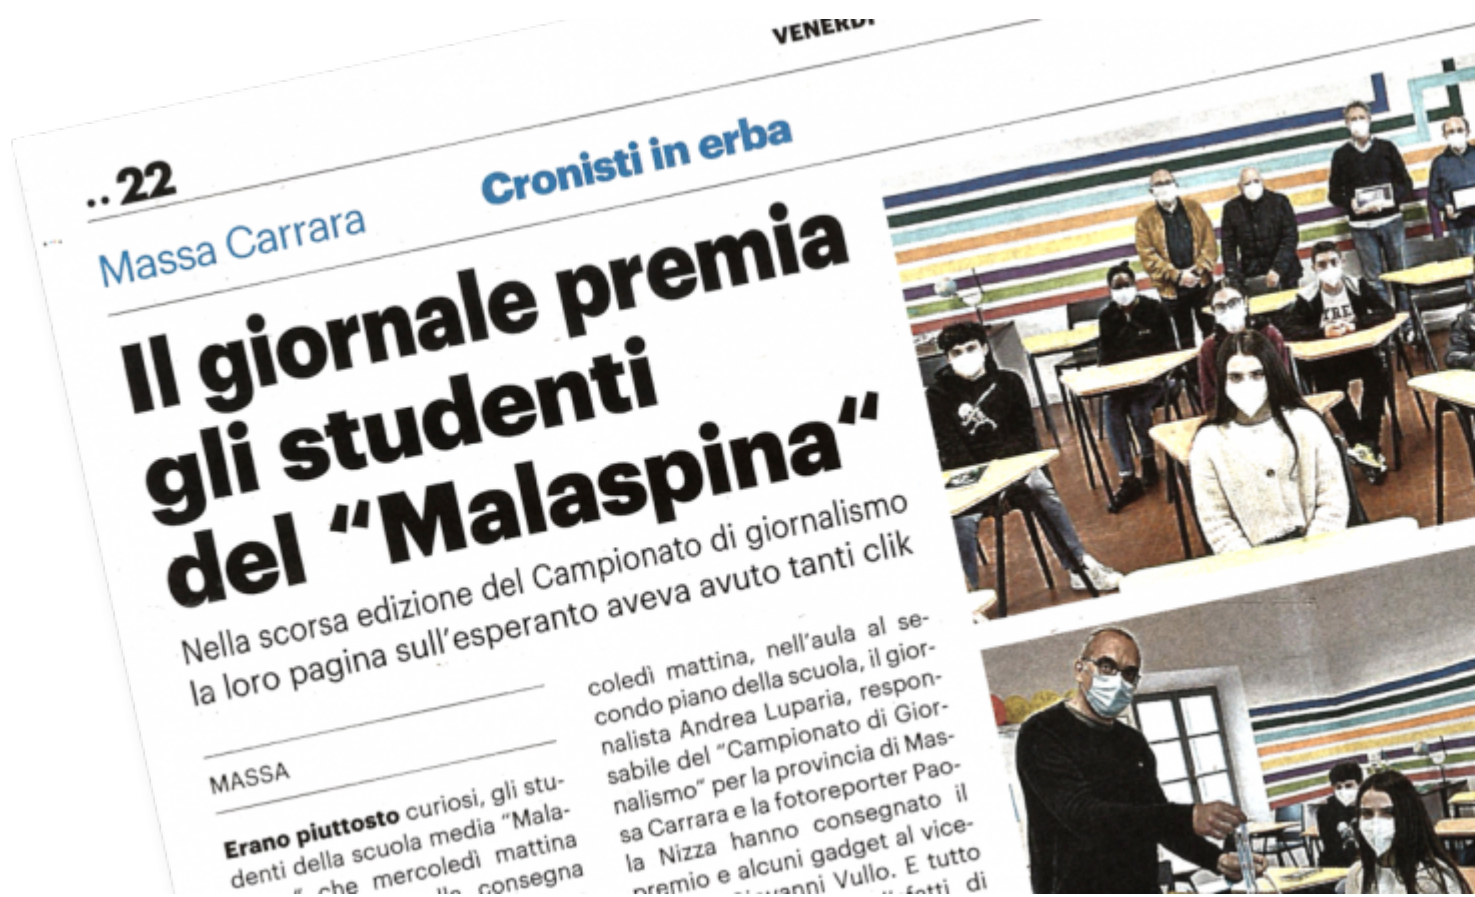 VENERDI
.. 22
Massa Carrara
Cronisti in erba
Il giornale premia
gli studenti
del “Malaspina“
Nella scorsa edizione del Campionato di giornalismo
la loro pagina sull'esperanto aveva avuto tanti clik
MASSA
Erano piuttosto curiosi, gli stu-
denti della scuola media “Mala-
che mercoledì mattina
consegna
coledì mattina, nell'aula al se-
condo piano della scuola, il gior-
nalista Andrea Luparia, respon-
sabile del “Campionato di Gior-
nalismo” per la provincia di Mas-
sa Carrara e la fotoreporter Pao-
la Nizza hanno consegnato il
premio e alcuni gadget al vice-
Vullo. E tutto
di